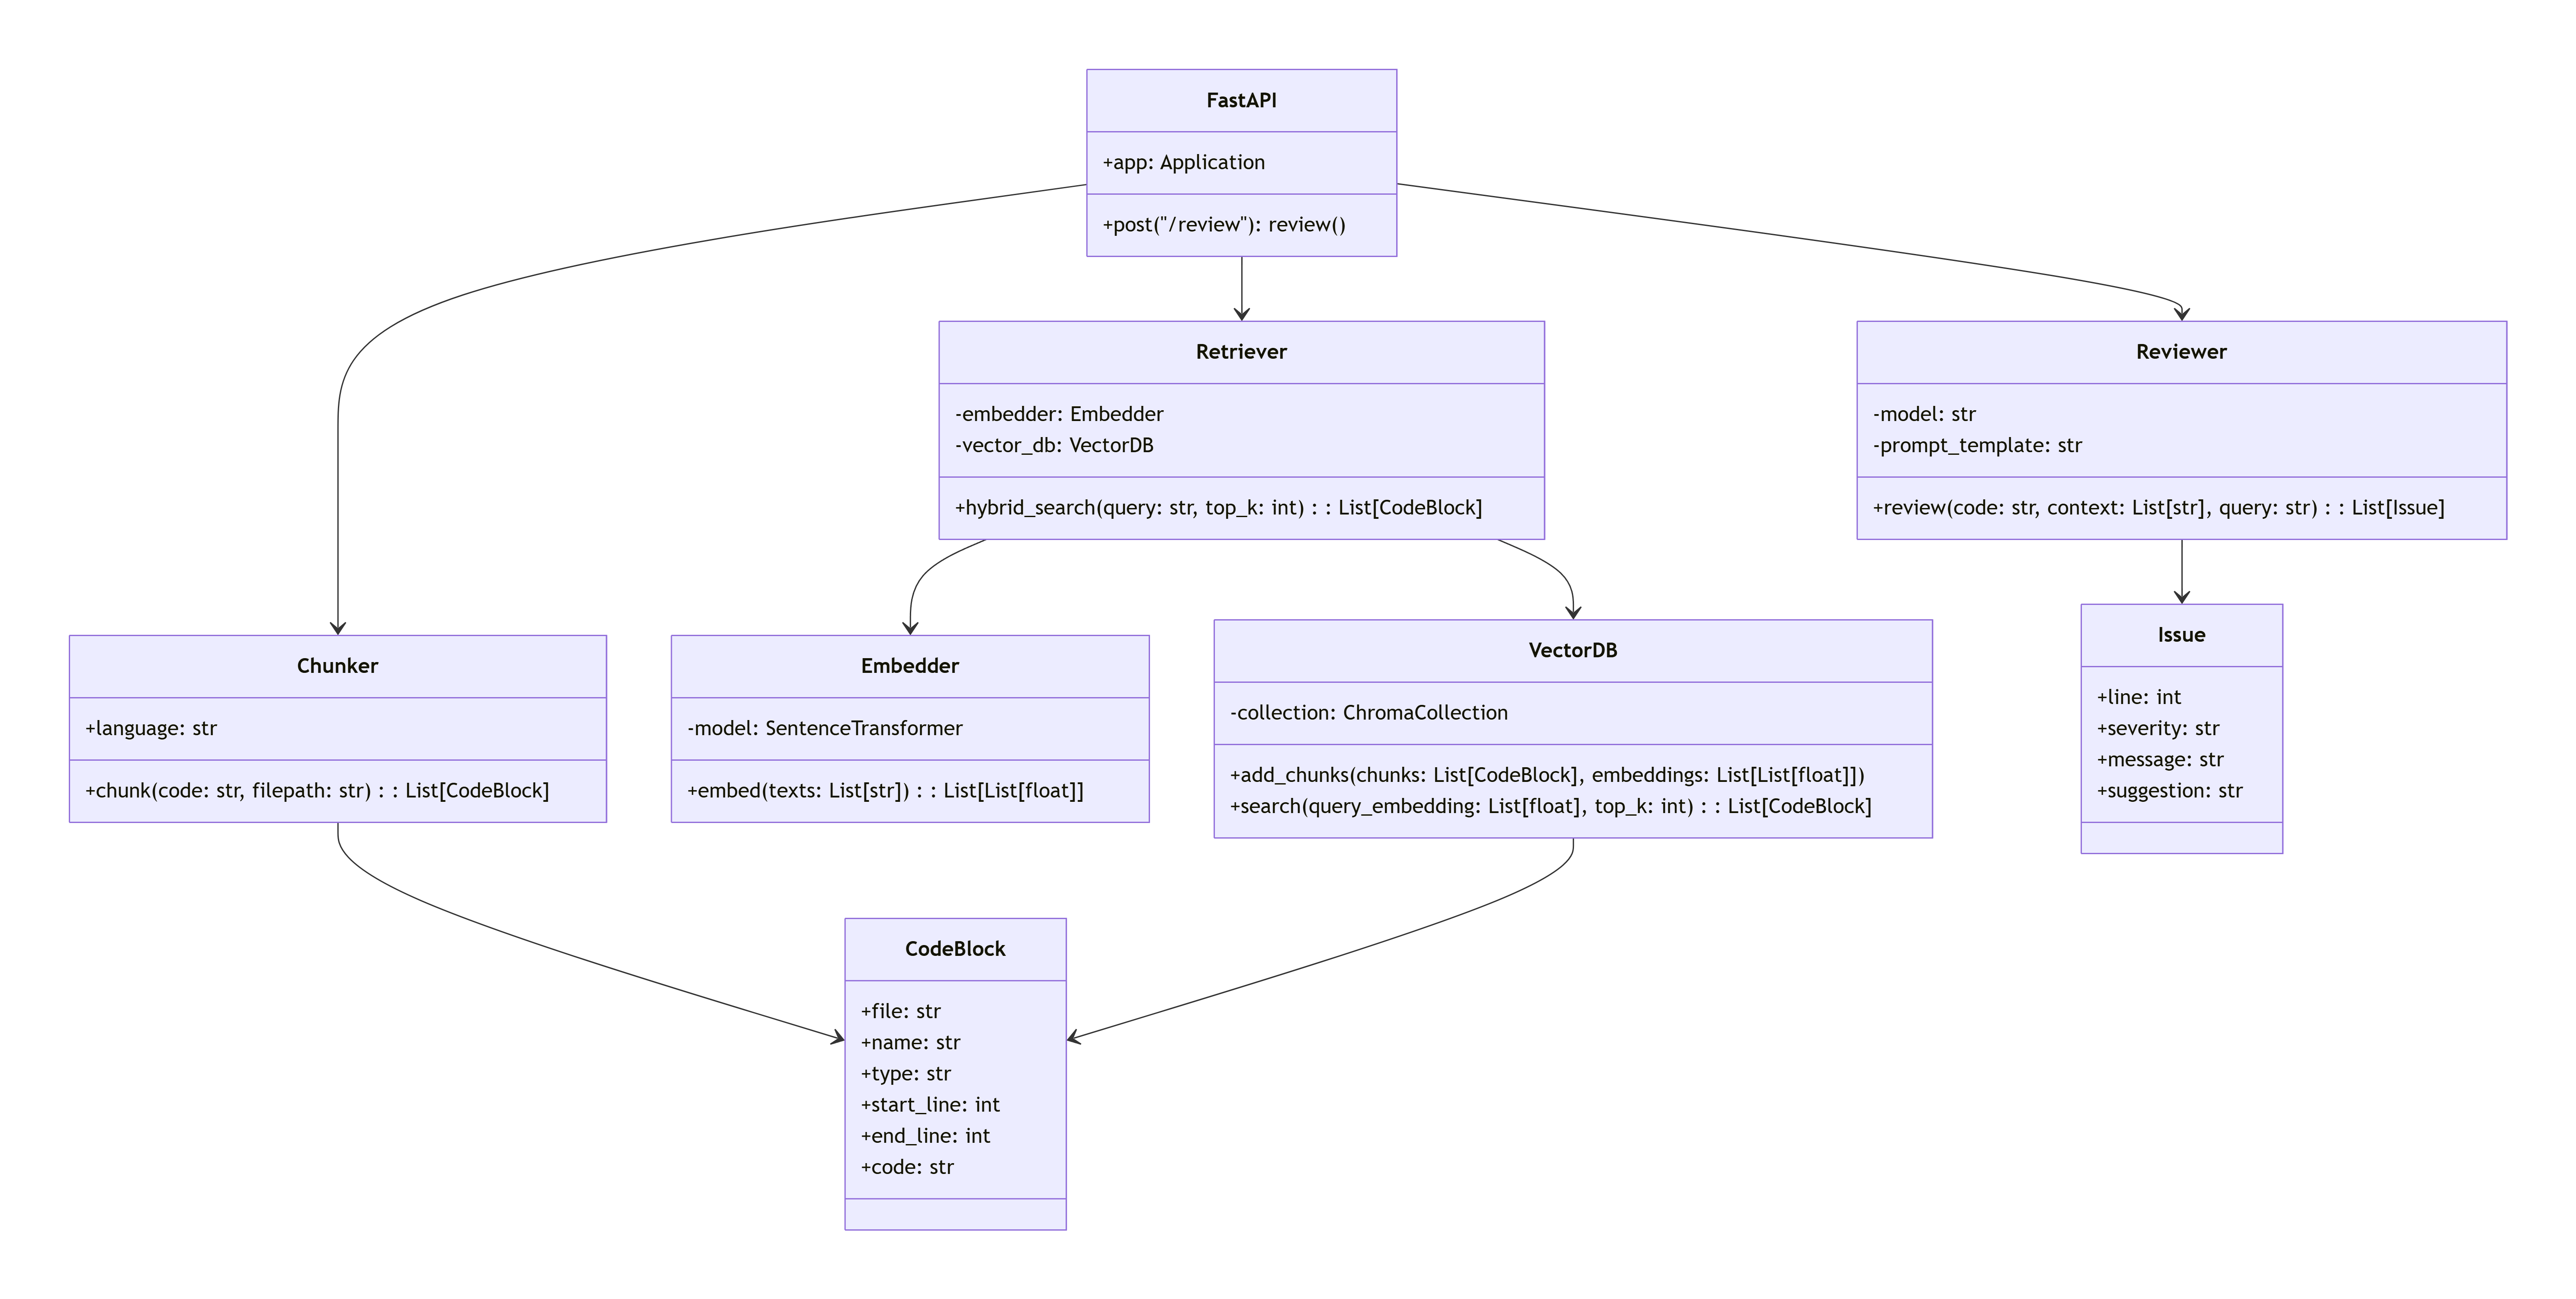 FastAPI
+app: Application
+post("/review"): review()
Retriever
-embedder: Embedder
-vector_db: VectorDB
+hybrid_search(query: str, top_k: int) : : List[CodeBlock]
Reviewer
-model: str
-prompt_template: str
+review(code: str, context: List[str], query: str) : : List[Issue]
Chunker
+language: str
+chunk(code: str, filepath: str) : : List[CodeBlock]
Embedder
-model: SentenceTransformer
+embed(texts: List[str]) : : List[List[float]]
VectorDB
-collection: ChromaCollection
+add_chunks(chunks: List[CodeBlock], embeddings: List[List[float]])
+search(query_embedding: List[float], top_k: int) : : List[CodeBlock]
Issue
+line: int
+severity: str
+message: str
+suggestion: str
CodeBlock
+file: str
+name: str
+type: str
+start_line: int
+end_line: int
+code: str